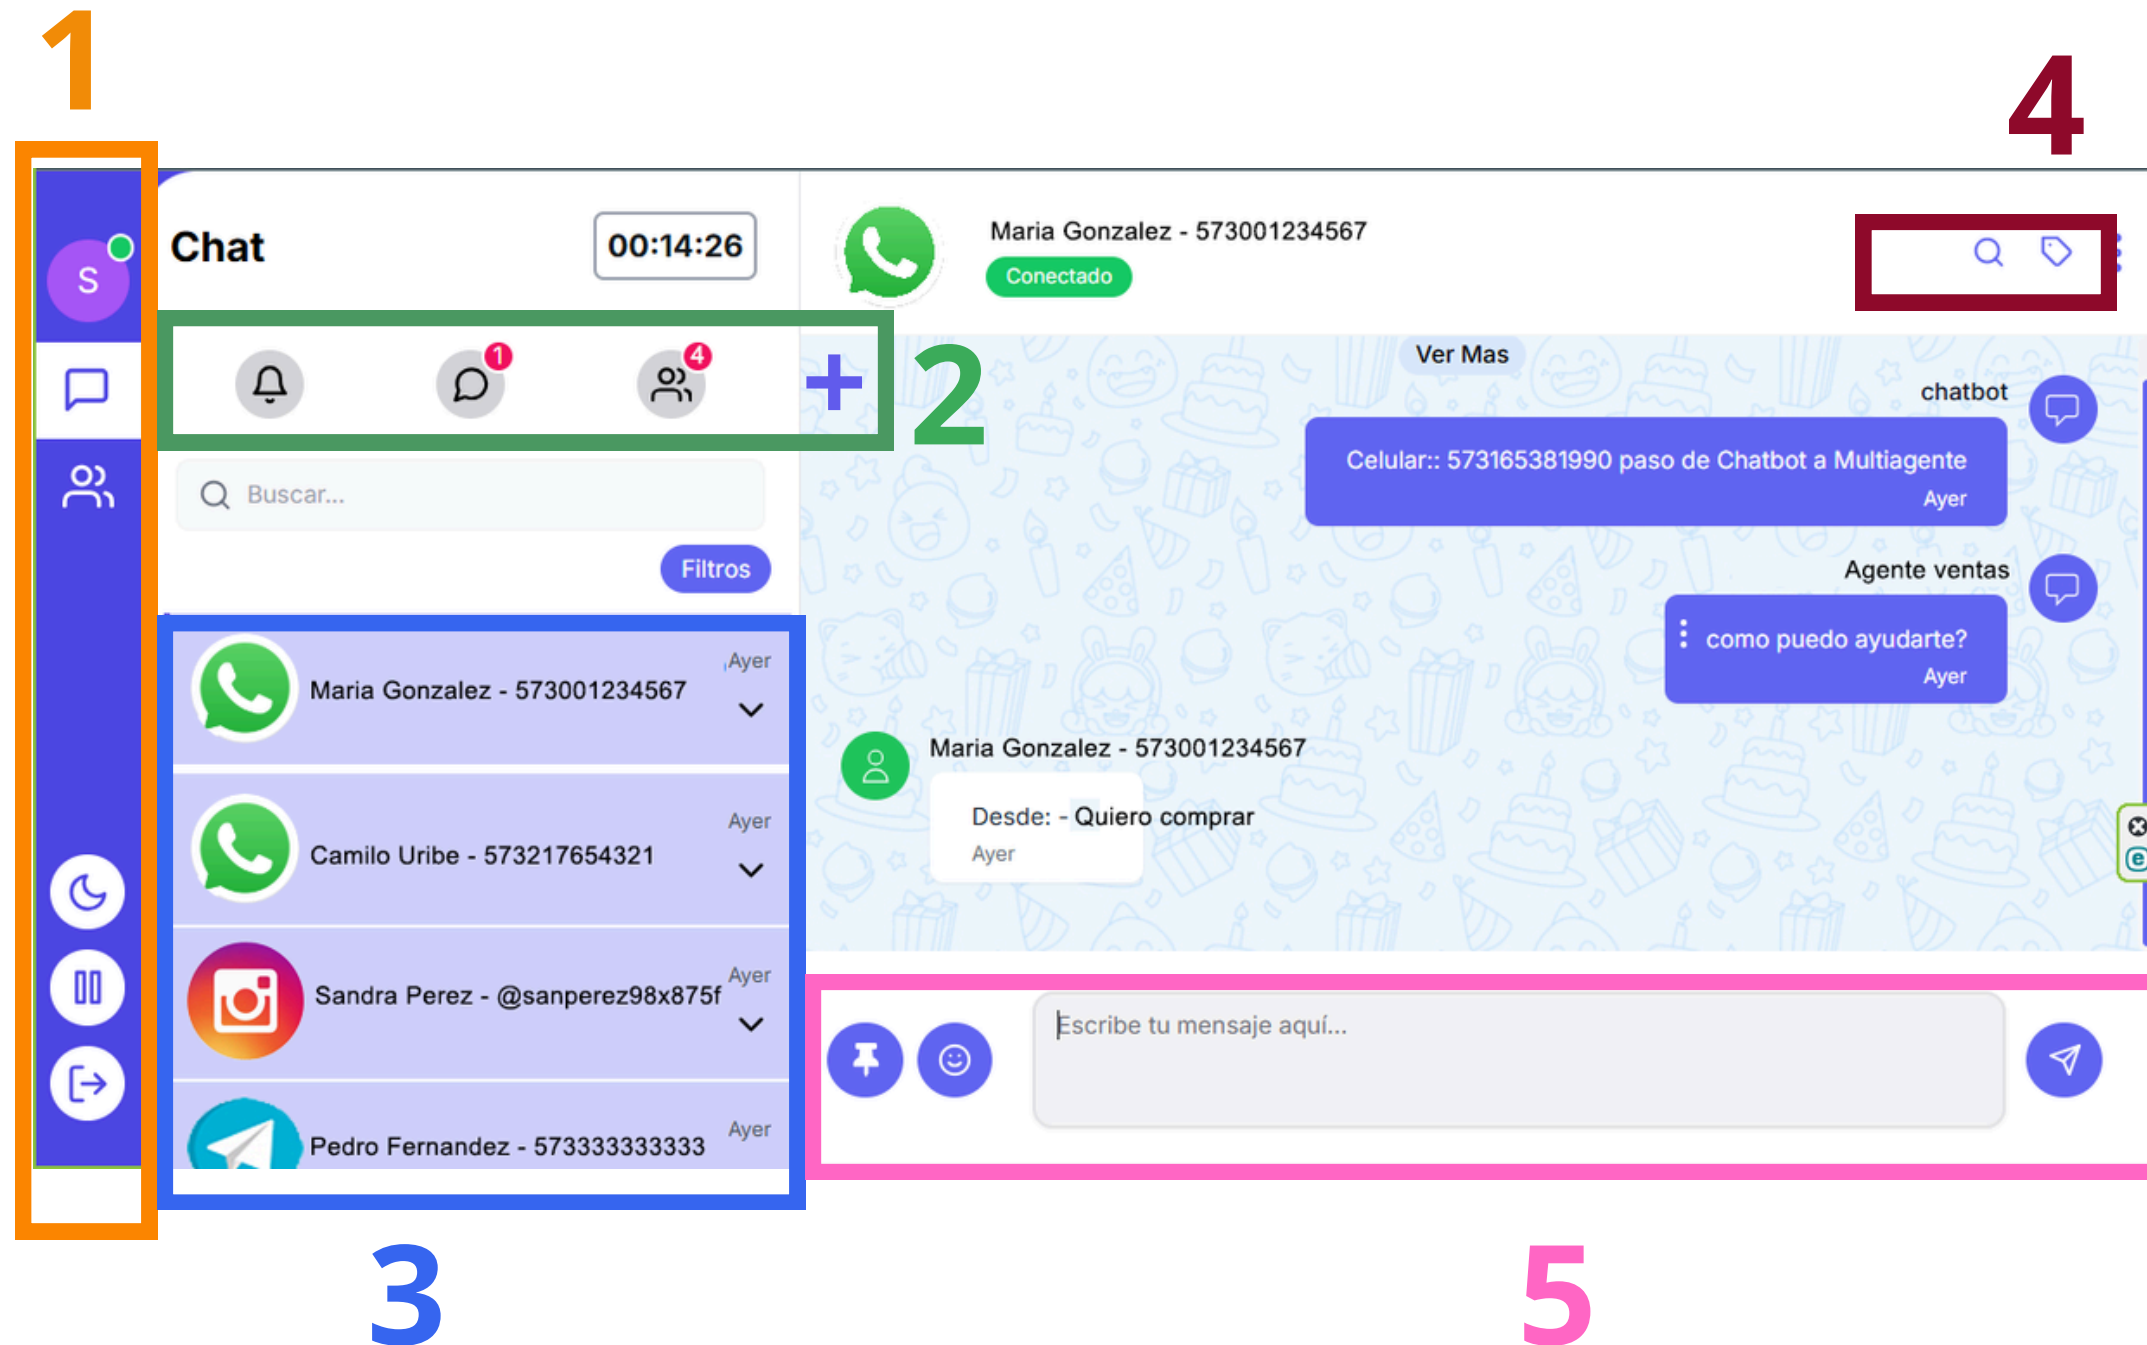 1
4
S
Chat
00:14:26
Maria Gonzalez - 573001234567
Conectado
1
4
+
2
Buscar...
Filtros
Maria Gonzalez - 573001234567
Ayer
Camilo Uribe - 573217654321
Ayer
Sandra Perez - @sanperez98x875f
Ayer
Pedro Fernandez - 573333333333
Ayer
Ver Mas
chatbot
Celular:: 573165381990 paso de Chatbot a Multiagente
Ayer
Agente ventas
como puedo ayudarte?
Ayer
Maria Gonzalez - 573001234567
Desde: - Quiero comprar
Ayer
e
Escribe tu mensaje aquí...
3
5